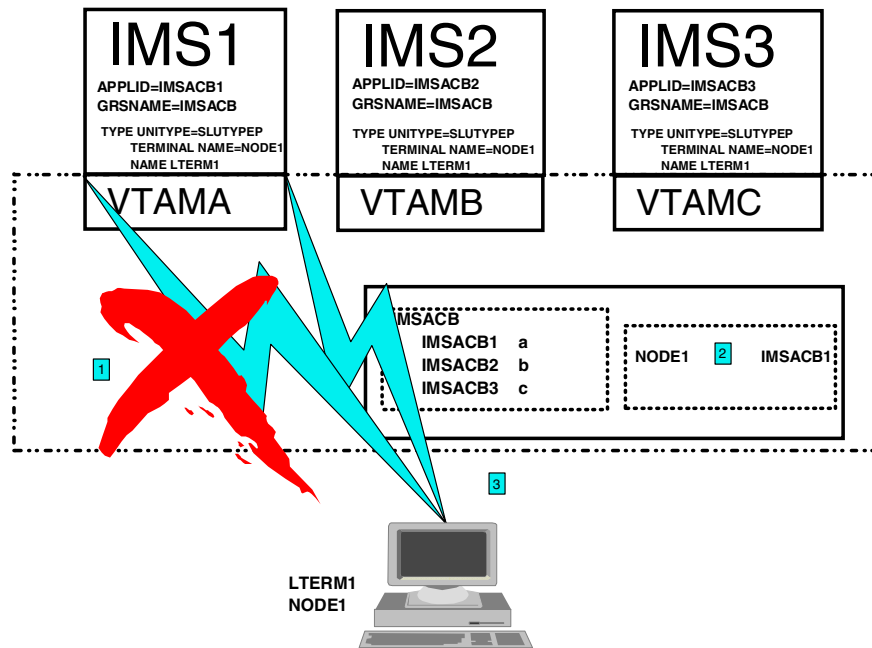 IMS1
APPLID=IMSACB1
GRSNAME=IMSACB
TYPE UNITYPE=SLUTYPEP
TERMINAL NAME=NODE1
NAME LTERM1
VTAMA
IMS2
APPLID=IMSACB2
GRSNAME=IMSACB
TYPE UNITYPE=SLUTYPEP
TERMINAL NAME=NODE1
NAME LTERM1
VTAMB
IMS3
APPLID=IMSACB3
GRSNAME=IMSACB
TYPE UNITYPE=SLUTYPEP
TERMINAL NAME=NODE1
NAME LTERM1
VTAMC
1
IMSACB
IMSACB1 a
IMSACB2 b
IMSACB3 c
NODE1 2 IMSACB1
3
LTERM1
NODE1